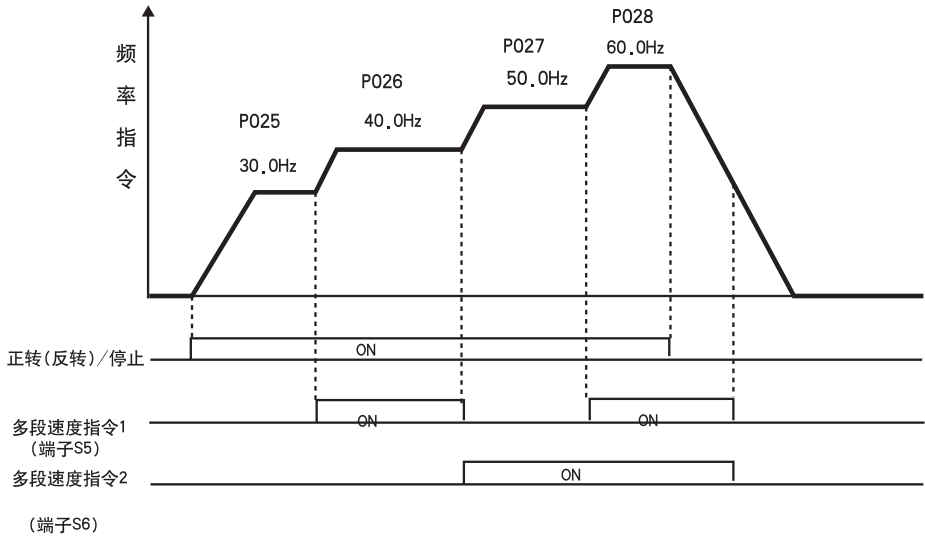 P028
60.0Hz
P027
50.0Hz
P026
40.0Hz
P025
30.0Hz
频
率
指
令
正转(反转)/停止
ON
多段速度指令1
ON
ON
(端子S5)
多段速度指令2
ON
(端子S6)